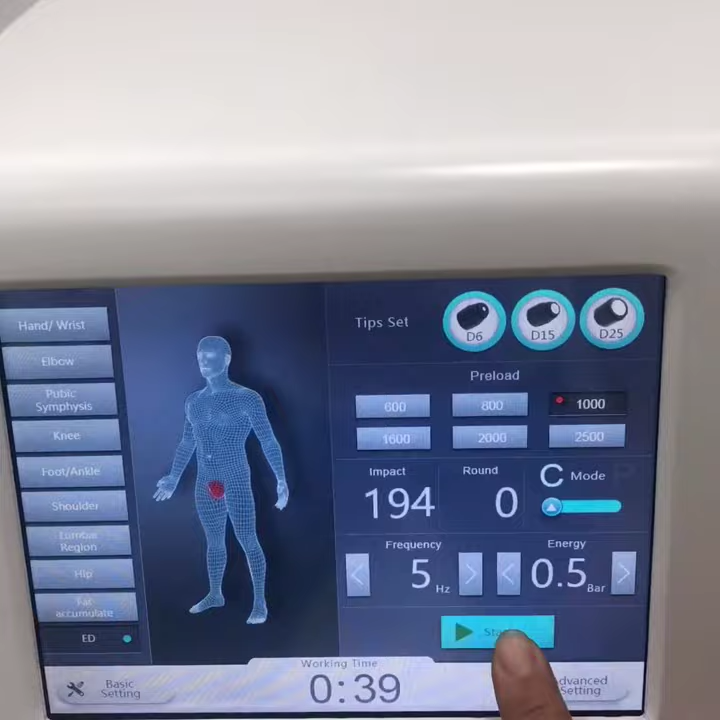 Hand/ Wrist
Elbow
Pubic
Symphysis
Knee
Foot/Ankle
Shoulder
Lumbar
Region
Hip
Fat
accumulate
ED
Tips Set
D6
D15
D25
Preload
600
800
1000
1600
2000
2500
Impact
194
Round
0
C Mode
Frequency
5 Hz
Energy
0.5 Bar
Basic
Setting
Working Time
0:39
Advanced
Setting